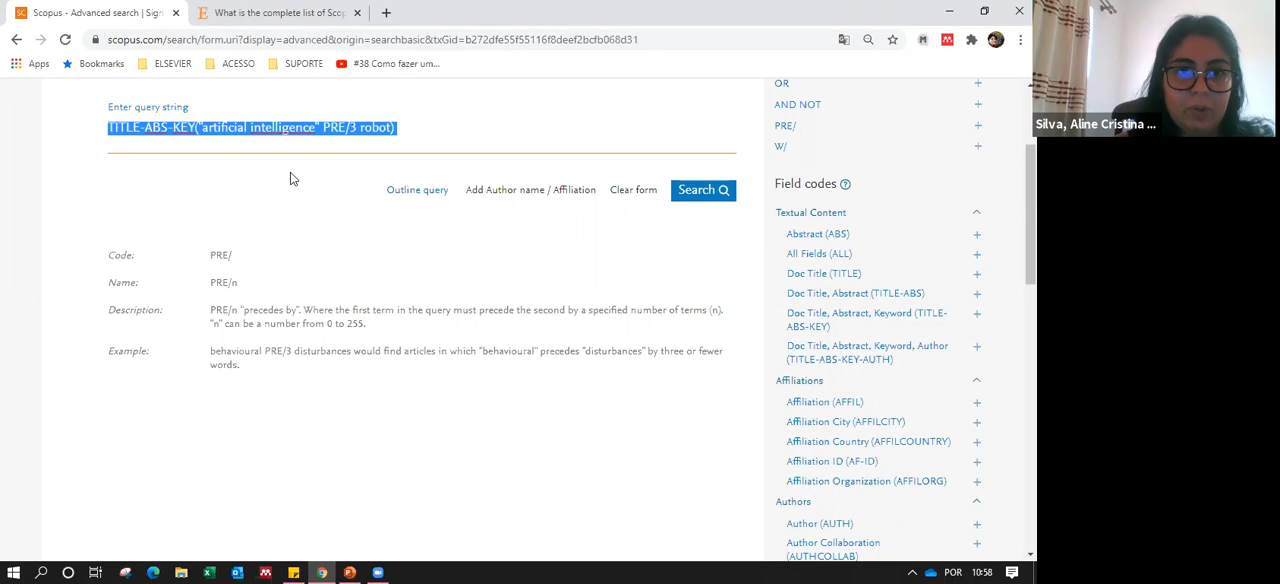 Scopus - Advanced search | Sign
What is the complete list of Scop
scopus.com/search/form.uri?display=advanced&origin=searchbasic&txGid=b272dfe55f55116f8deef2bcfb068d31
Apps
Bookmarks
ELSEVIER
ACESSO
SUPORTE
#38 Como fazer um...
Silva, Aline Cristina ...
Enter query string
TITLE-ABS-KEY("artificial intelligence" PRE/3 robot)
Outline query
Add Author name / Affiliation
Clear form
Search
Code:
PRE/
Name:
PRE/n
Description:
PRE/n "precedes by". Where the first term in the query must precede the second by a specified number of terms (n).
"n" can be a number from 0 to 255.
Example:
behavioural PRE/3 disturbances would find articles in which "behavioural" precedes "disturbances" by three or fewer
words.
OR
AND NOT
PRE/
W/
Field codes
Textual Content
Abstract (ABS)
All Fields (ALL)
Doc Title (TITLE)
Doc Title, Abstract (TITLE-ABS)
Doc Title, Abstract, Keyword (TITLE-
ABS-KEY)
Doc Title, Abstract, Keyword, Author
(TITLE-ABS-KEY-AUTH)
Affiliations
Affiliation (AFFIL)
Affiliation City (AFFILCITY)
Affiliation Country (AFFILCOUNTRY)
Affiliation ID (AF-ID)
Affiliation Organization (AFFILORG)
Authors
Author (AUTH)
Author Collaboration
(AUTHCOLLAB)
POR
10:58